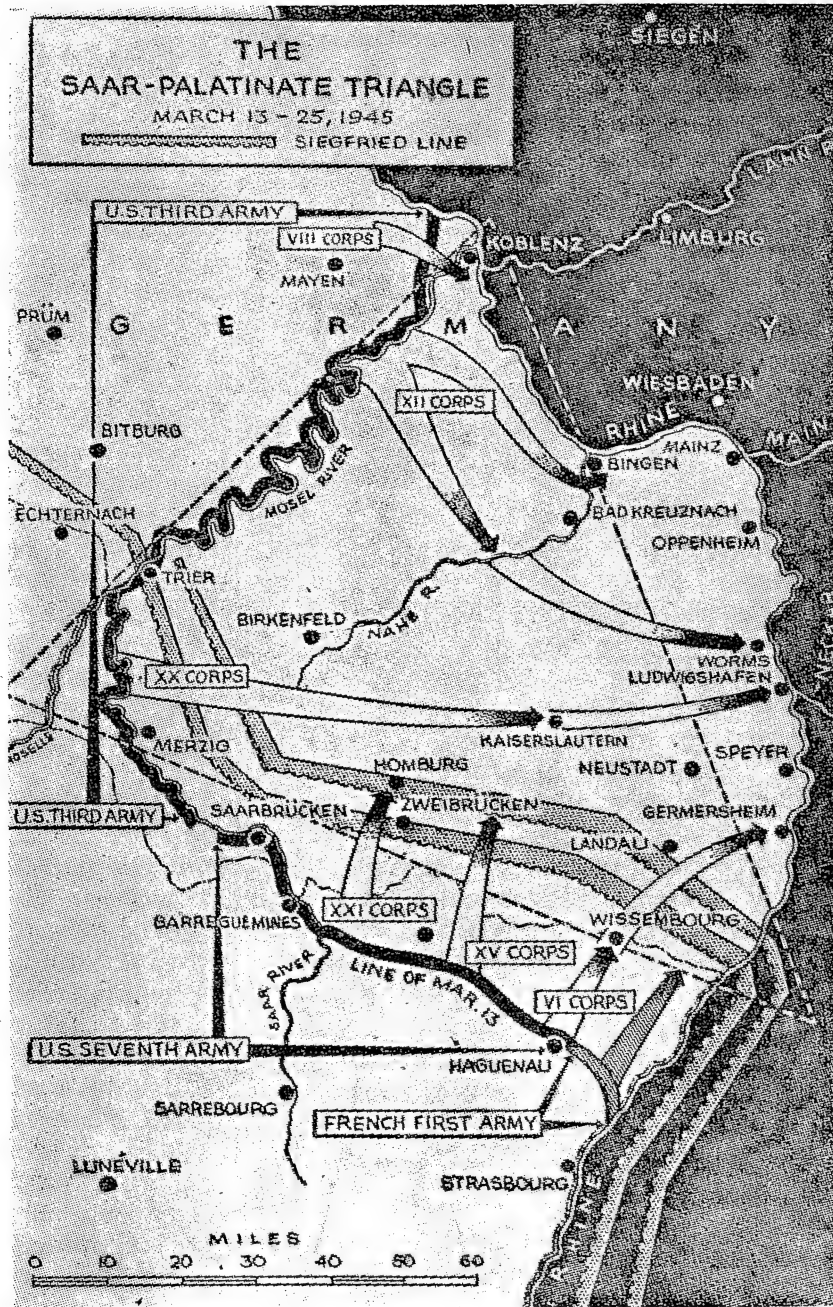 THE
SAAR-PALATINATE TRIANGLE
MARCH 13 - 25, 1945
SIEGFRIED LINE
SIEGEN
LAHN R.
U.S. THIRD ARMY
VIII CORPS
KOBLENZ
LIMBURG
MAYEN
PRÜM
GERMANY
WIESBADEN
XII CORPS
RHINE
BITBURG
MAINZ
MAIN
BINGEN
MOSEL RIVER
ECHTERNACH
BAD KREUZNACH
OPPENHEIM
TRIER
BIRKENFELD
NAHE R.
WORMS
XX CORPS
LUDWIGSHAFEN
MERZIG
KAISERSLAUTERN
HOMBURG
NEUSTADT
SPEYER
U.S. THIRD ARMY
SAARBRÜCKEN
ZWEIBRÜCKEN
GERMERSHEIM
LANDAU
XXI CORPS
WISSEMBOURG
SARREGUEMINES
XV CORPS
SAAR RIVER
LINE OF MAR. 13
VI CORPS
U.S. SEVENTH ARMY
HAGUENAU
SARREBOURG
FRENCH FIRST ARMY
LUNÉVILLE
STRASBOURG
RHINE
MILES
0 10 20 30 40 50 60